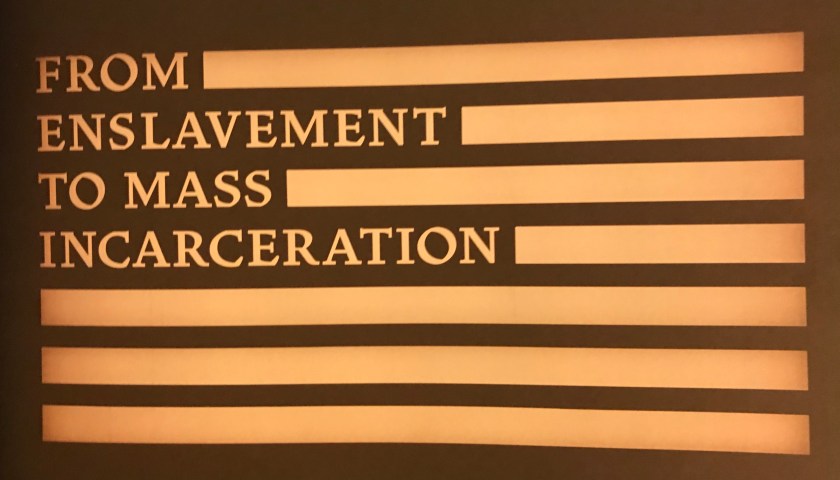 FROM
ENSLAVEMENT
TO MASS
INCARCERATION